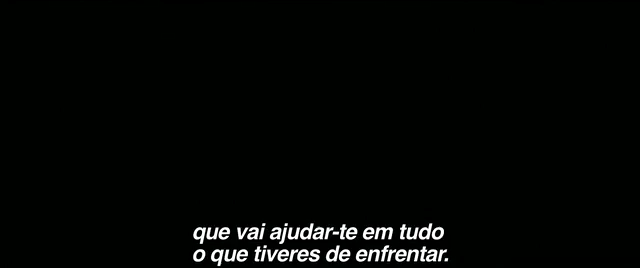 que vai ajudar-te em tudo
o que tiveres de enfrentar.